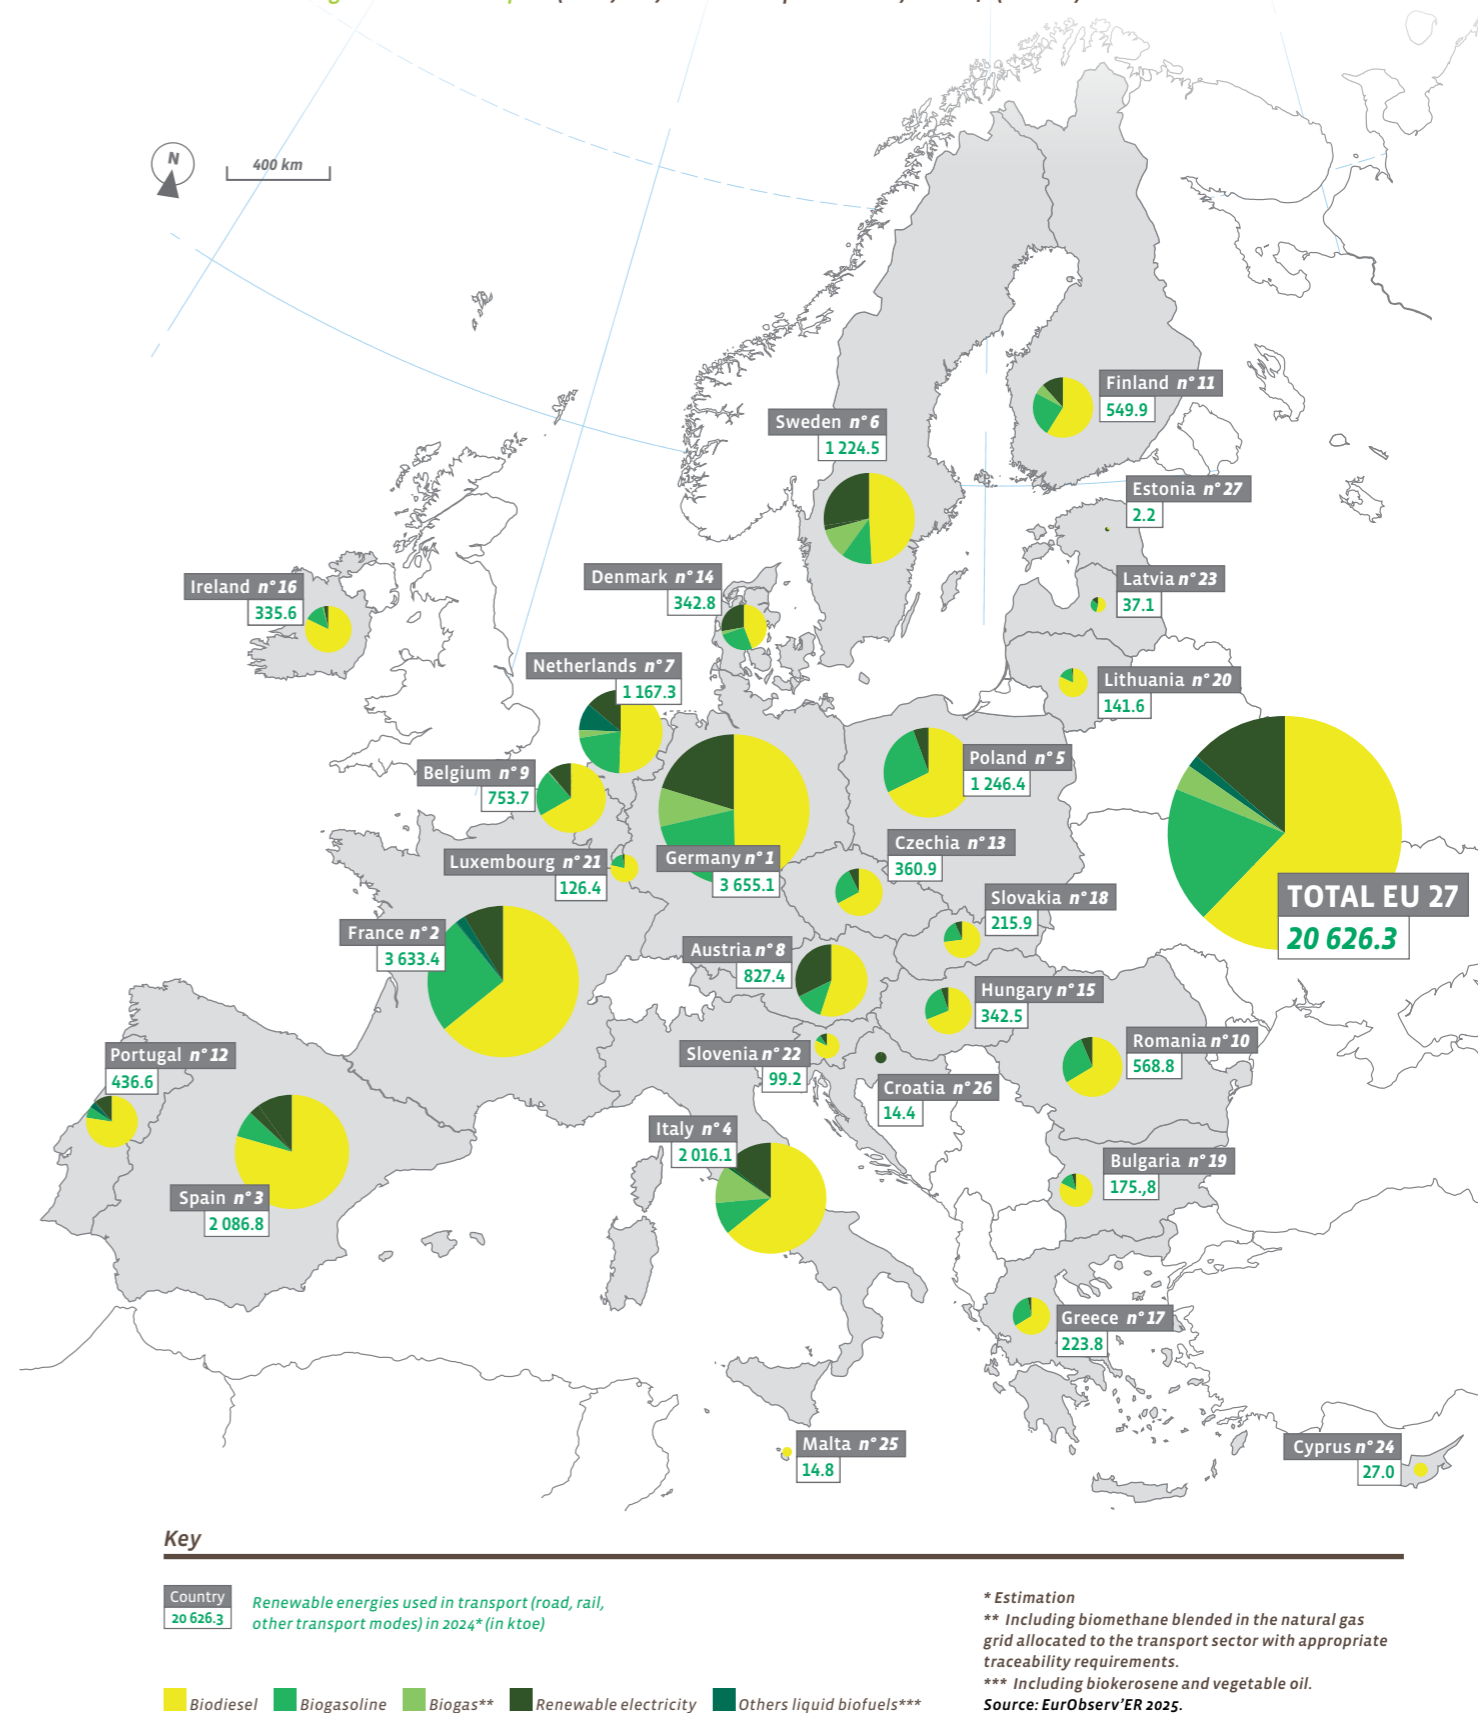 N
400 km
Finland n° 11
549.9
Sweden n° 6
1 224.5
Estonia n° 27
2.2
Latvia n° 23
37.1
Denmark n° 14
342.8
Ireland n° 16
335.6
Netherlands n° 7
1 167.3
Lithuania n° 20
141.6
Poland n° 5
1 246.4
Belgium n° 9
753.7
Czechia n° 13
360.9
Luxembourg n° 21
126.4
Germany n° 1
3 655.1
TOTAL EU 27
20 626.3
Slovakia n° 18
215.9
France n° 2
3 633.4
Austria n° 8
827.4
Hungary n° 15
342.5
Portugal n° 12
436.6
Slovenia n° 22
99.2
Romania n° 10
568.8
Croatia n° 26
14.4
Italy n° 4
2 016.1
Bulgaria n° 19
175.,8
Spain n° 3
2 086.8
Greece n° 17
223.8
Malta n° 25
14.8
Cyprus n° 24
27.0
Key
Country
20 626.3
Renewable energies used in transport (road, rail,
other transport modes) in 2024* (in ktoe)
* Estimation
** Including biomethane blended in the natural gas
grid allocated to the transport sector with appropriate
traceability requirements.
*** Including biokerosene and vegetable oil.
Source: EurObserv'ER 2025.
Biodiesel
Biogasoline
Biogas**
Renewable electricity
Others liquid biofuels***